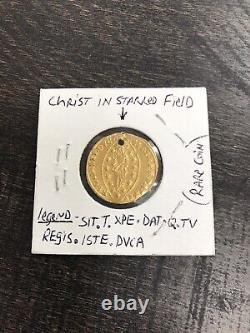 CHRIST IN STARRED FIELD
(RARE COIN)
LEGEND - SIT. T. XPE. DAT. Q. TV
REGIS. ISTE. DVCA